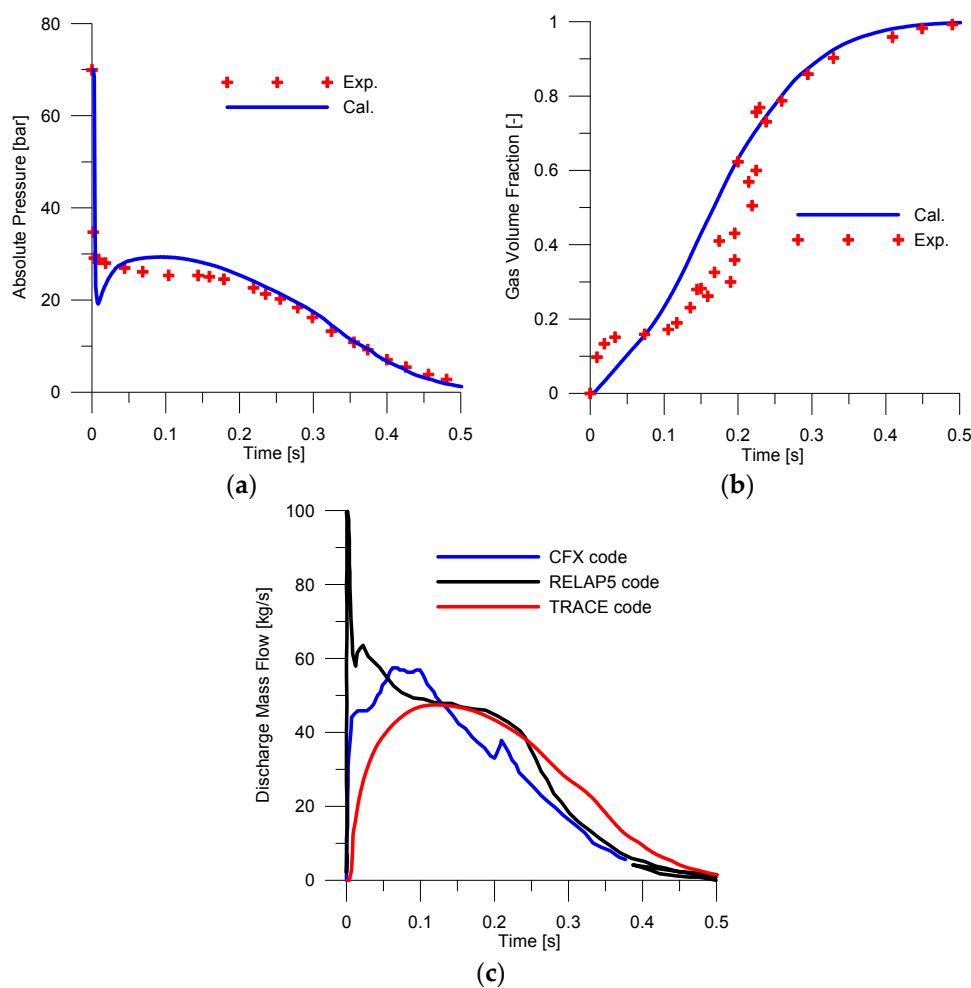 80
60
40
20
0
Absolute Pressure [bar]
Exp.
Cal.
0 0.1 0.2 0.3 0.4 0.5
Time [s]
(a)
1
0.8
0.6
0.4
0.2
0
Gas Volume Fraction [-]
Cal.
Exp.
0 0.1 0.2 0.3 0.4 0.5
Time [s]
(b)
100
80
60
40
20
0
Discharge Mass Flow [kg/s]
CFX code
RELAP5 code
TRACE code
0 0.1 0.2 0.3 0.4 0.5
Time [s]
(c)